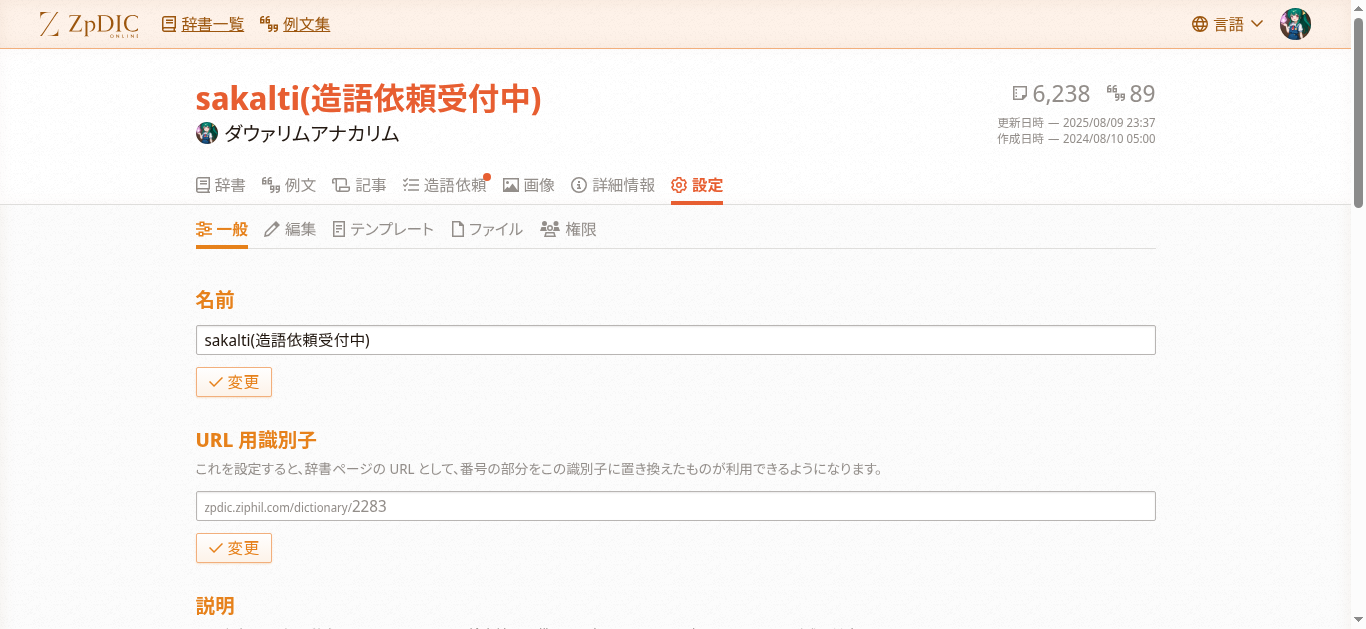 ZpDIC ONLINE 辞書一覧 例文集 言語
sakalti(造語依頼受付中)
6,238 89
ダウァリムアナカリム
更新日時 — 2025/08/09 23:37
作成日時 — 2024/08/10 05:00
辞書 例文 記事 造語依頼 画像 詳細情報 設定
一般 編集 テンプレート ファイル 権限
名前
sakalti(造語依頼受付中)
変更
URL 用識別子
これを設定すると、辞書ページの URL として、番号の部分をこの識別子に置き換えたものが利用できるようになります。
zpdic.ziphil.com/dictionary/2283
変更
説明